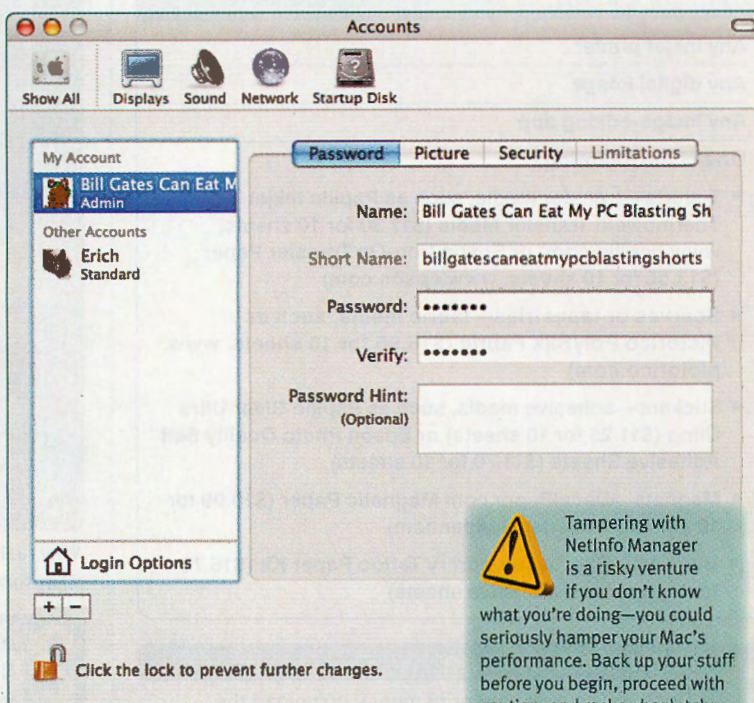 Accounts
Show All
Displays
Sound
Network
Startup Disk
My Account
Bill Gates Can Eat M
Admin
Other Accounts
Erich
Standard
Login Options
Password
Picture
Security
Limitations
Name: Bill Gates Can Eat My PC Blasting Sh
Short Name: billgatescaneatmypcblastingshorts
Password: •••••••
Verify: •••••••
Password Hint:
(Optional)
+ −
Click the lock to prevent further changes.
Tampering with
NetInfo Manager
is a risky venture
if you don't know
what you're doing—you could
seriously hamper your Mac's
performance. Back up your stuff
before you begin, proceed with